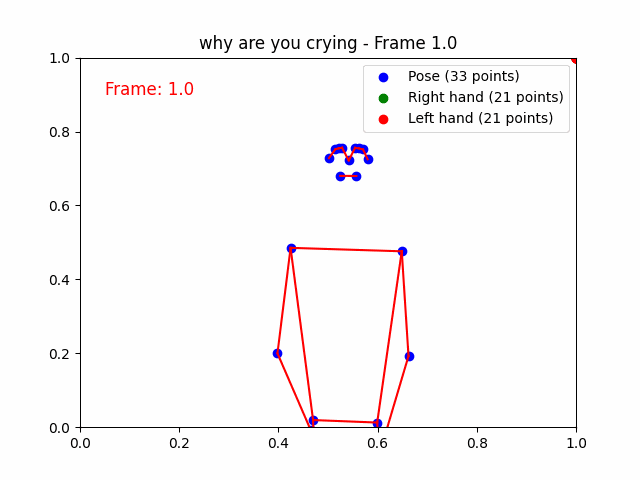 why are you crying - Frame 1.0
Frame: 1.0
Pose (33 points)
Right hand (21 points)
Left hand (21 points)
1.0
0.8
0.6
0.4
0.2
0.0
0.0 0.2 0.4 0.6 0.8 1.0